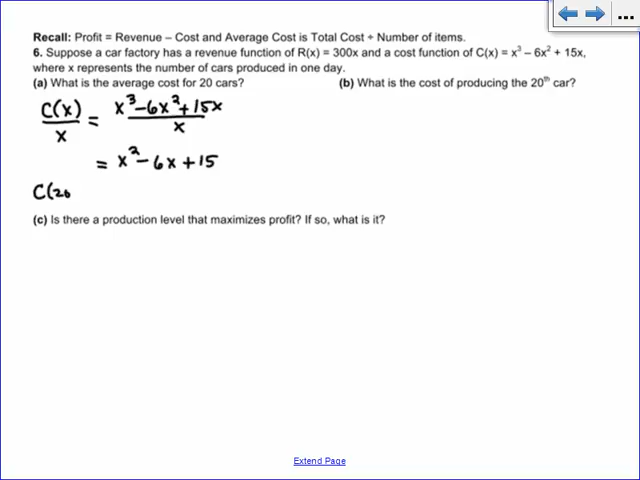 Recall: Profit = Revenue – Cost and Average Cost is Total Cost ÷ Number of items.
6. Suppose a car factory has a revenue function of R(x) = 300x and a cost function of C(x) = x³ – 6x² + 15x,
where x represents the number of cars produced in one day.
(a) What is the average cost for 20 cars? (b) What is the cost of producing the 20th car?
C(x)/x = x³-6x²+15x/x
= x²-6x+15
C(20
(c) Is there a production level that maximizes profit? If so, what is it?
Extend Page